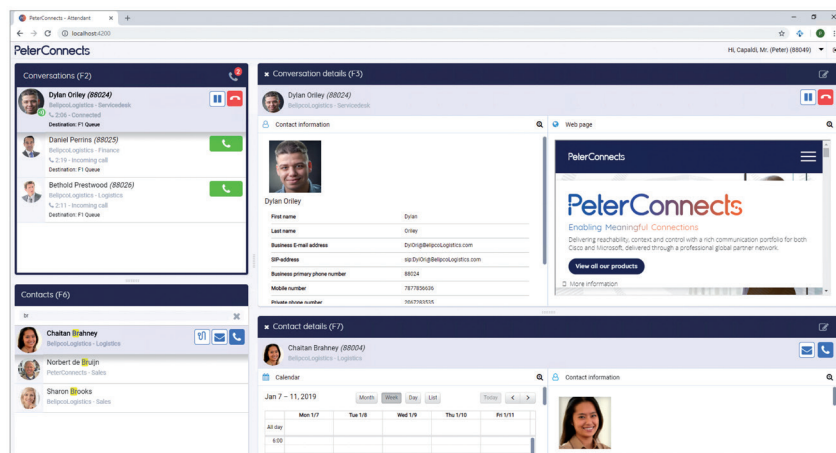 PeterConnects - Attendant
localhost:4200
PeterConnects
Hi, Capaldi, Mr. (Peter) (88049)
Conversations (F2)
2
Dylan Oriley (88024)
BelipcoLogistics - Servicedesk
2:06 - Connected
Destination: F1 Queue
Daniel Perrins (88025)
BelipcoLogistics - Finance
2:19 - Incoming call
Destination: F1 Queue
Bethold Prestwood (88026)
BelipcoLogistics - Logistics
2:11 - Incoming call
Destination: F1 Queue
Contacts (F6)
br
Chaitan Brahney
BelipcoLogistics - Logistics
Norbert de Bruijn
PeterConnects - Sales
Sharon Brooks
BelipcoLogistics - Sales
Conversation details (F3)
Dylan Oriley (88024)
BelipcoLogistics - Servicedesk
Contact information
Dylan Oriley
First name Dylan
Last name Oriley
Business E-mail address DylOri@BelipcoLogistics.com
SIP-address sip:DylOri@BelipcoLogistics.com
Business primary phone number 88024
Mobile number 7877856636
Private phone number 2067283535
Web page
PeterConnects
PeterConnects
Enabling Meaningful Connections
Delivering reachability, context and control with a rich communication portfolio for both
Cisco and Microsoft, delivered through a professional global partner network.
View all our products
More information
Contact details (F7)
Chaitan Brahney (88004)
BelipcoLogistics - Logistics
Calendar
Jan 7 – 11, 2019
Month Week Day List
Today
Mon 1/7 Tue 1/8 Wed 1/9 Thu 1/10 Fri 1/11
All day
6:00
Contact information